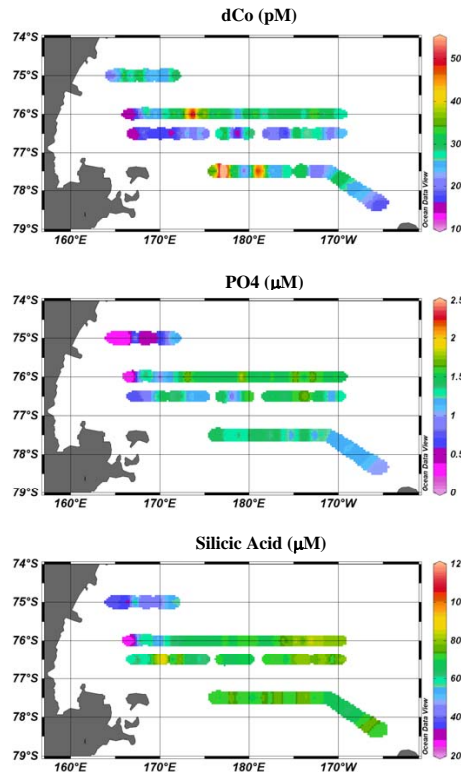 dCo (pM)
74°S
75°S
76°S
77°S
78°S
79°S
160°E
170°E
180°E
170°W
Ocean Data View
50
40
30
20
10
PO4 (μM)
74°S
75°S
76°S
77°S
78°S
79°S
160°E
170°E
180°E
170°W
Ocean Data View
2.5
2
1.5
1
0.5
0
Silicic Acid (μM)
74°S
75°S
76°S
77°S
78°S
79°S
160°E
170°E
180°E
170°W
Ocean Data View
12
10
80
60
40
20